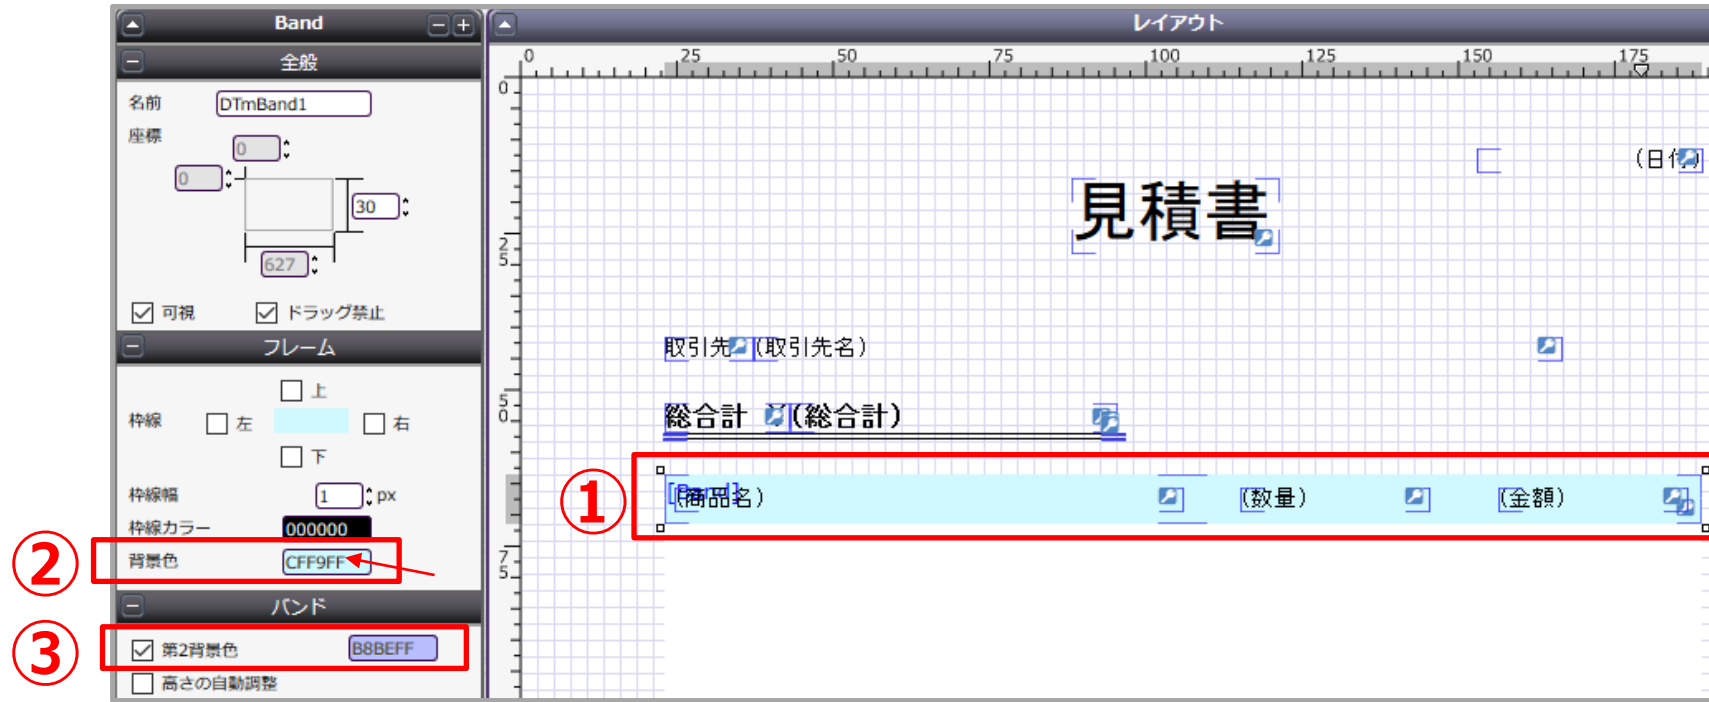 Band
全般
名前 DTmBand1
座標
0
0
30
627
可視 ドラッグ禁止
フレーム
上
枠線 左 右
下
枠線幅 1 px
枠線カラー 000000
② 背景色 CFF9FF
バンド
③ 第2背景色 B8BEFF
高さの自動調整
レイアウト
0 25 50 75 100 125 150 175
0
25
50
75
(日付)
見積書
取引先 (取引先名)
総合計 (総合計)
① [Band]
(商品名) (数量) (金額)